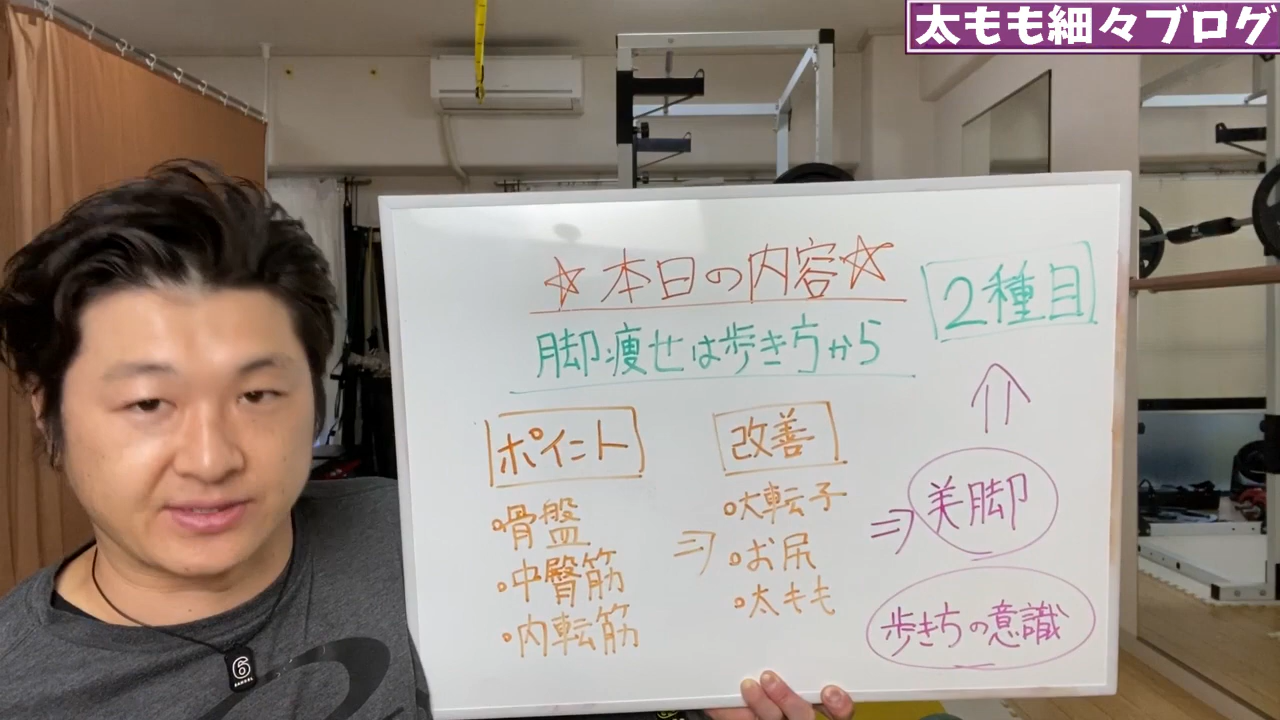 太もも細々ブログ
☆本日の内容☆
2種目
脚痩せは歩き方から
ポイント
改善
・骨盤
・中臀筋
・内転筋
⇒
・大転子
・お尻
・太もも
⇒
美脚
歩き方の意識
6